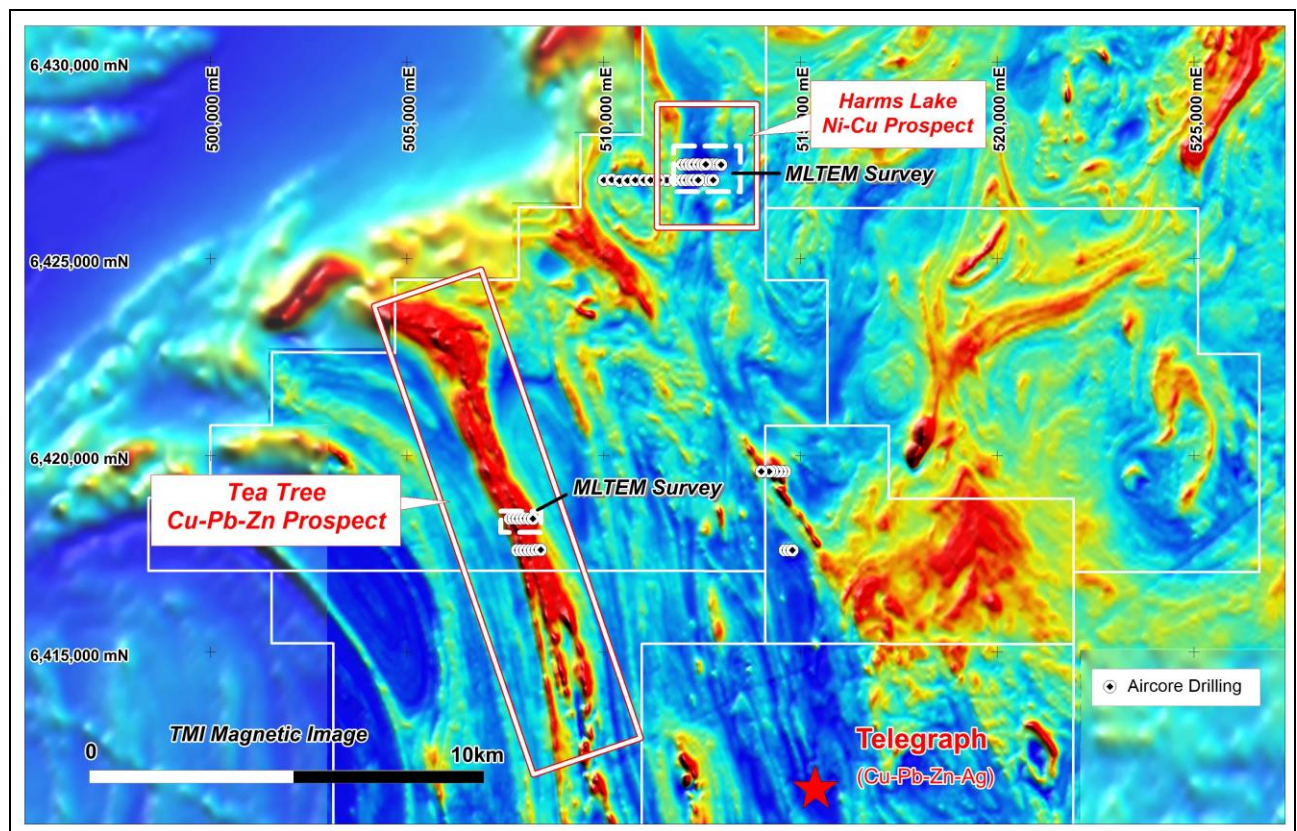 6,430,000 mN
500,000 mE
505,000 mE
510,000 mE
520,000 mE
525,000 mE
Harms Lake
Ni-Cu Prospect
MLTEM Survey
6,425,000 mN
6,420,000 mN
Tea Tree
Cu-Pb-Zn Prospect
MLTEM Survey
6,415,000 mN
Aircore Drilling
TMI Magnetic Image
0
10km
Telegraph
(Cu-Pb-Zn-Ag)